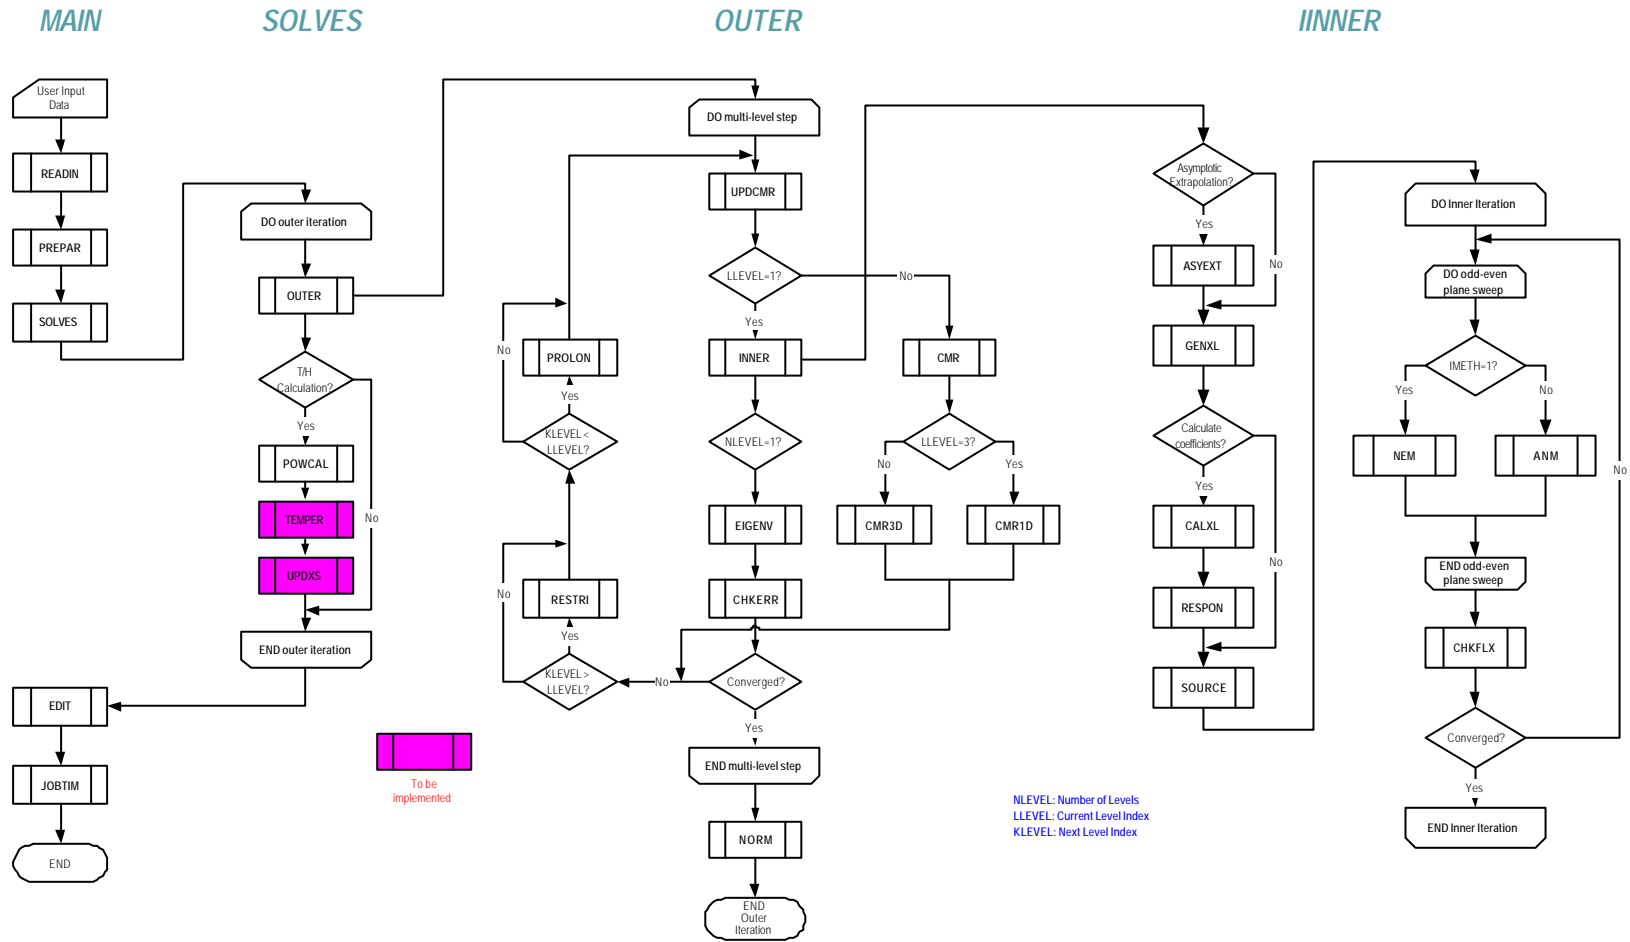 MAIN
SOLVES
OUTER
IINNER
User Input
Data
READIN
PREPAR
SOLVES
EDIT
JOBTIM
END
DO outer iteration
OUTER
T/H
Calculation?
Yes
No
POWCAL
TEMPER
UPDXS
END outer iteration
To be
implemented
DO multi-level step
UPDCMR
LLEVEL=1?
No
Yes
INNER
CMR
NLEVEL=1?
LLEVEL=3?
No
Yes
EIGENV
CMR3D
CMR1D
CHKERR
Converged?
No
Yes
PROLON
No
Yes
KLEVEL <
LLEVEL?
RESTRI
No
Yes
KLEVEL >
LLEVEL?
END multi-level step
NORM
END
Outer
Iteration
NLEVEL: Number of Levels
LLEVEL: Current Level Index
KLEVEL: Next Level Index
Asymptotic
Extrapolation?
Yes
No
ASYEXT
GENXL
Calculate
coefficients?
Yes
No
CALXL
RESPON
SOURCE
DO Inner Iteration
DO odd-even
plane sweep
IMETH=1?
Yes
No
NEM
ANM
No
END odd-even
plane sweep
CHKFLX
Converged?
Yes
END Inner Iteration